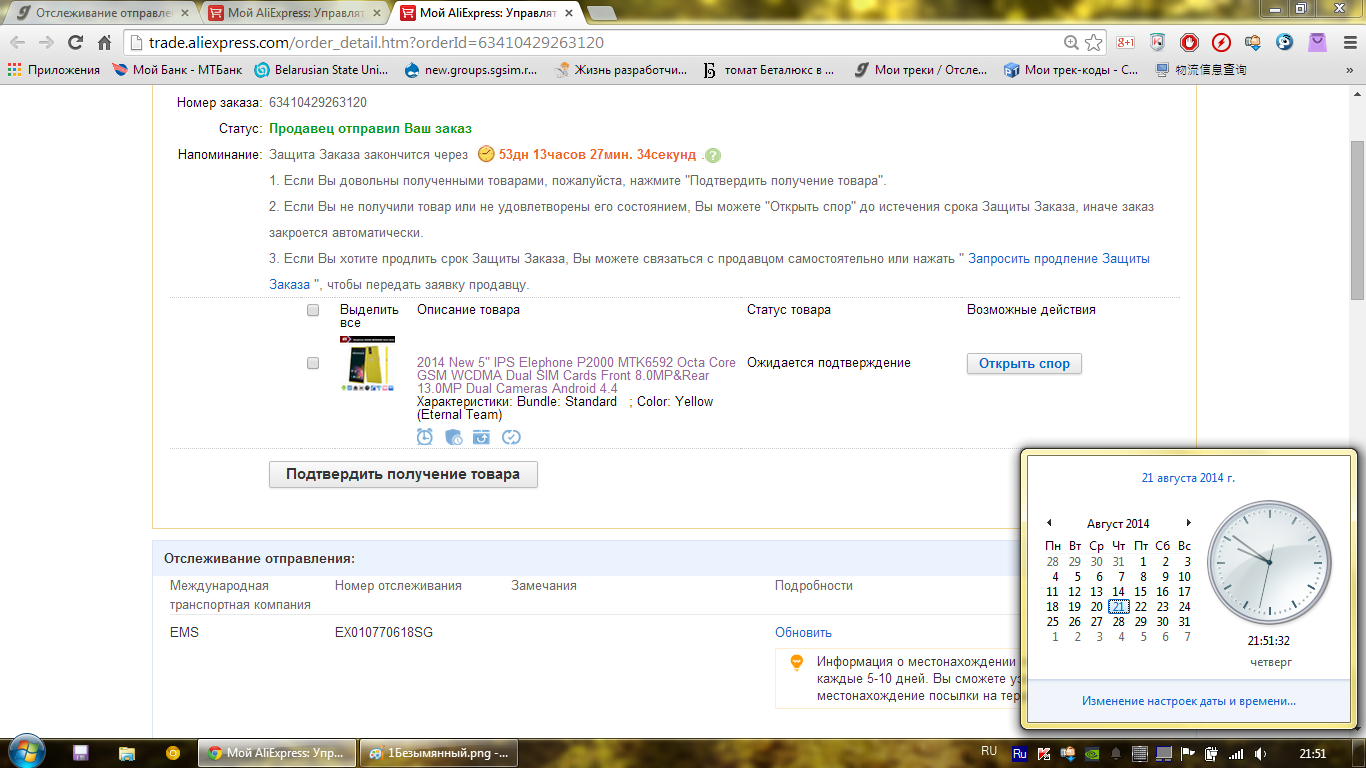 Отслеживание отправле
Мой AliExpress: Управлят
Мой AliExpress: Управлят
trade.aliexpress.com/order_detail.htm?orderId=63410429263120
Приложения
Мой Банк - МТБанк
Belarusian State Uni...
new.groups.sgsim.r...
Жизнь разработчи...
томат Беталюкс в ...
Мои треки / Отсле...
Мои трек-коды - С...
物流信息查询
»
Номер заказа: 63410429263120
Статус: Продавец отправил Ваш заказ
Напоминание: Защита Заказа закончится через 53дн 13часов 27мин. 34секунд .
1. Если Вы довольны полученными товарами, пожалуйста, нажмите "Подтвердить получение товара".
2. Если Вы не получили товар или не удовлетворены его состоянием, Вы можете "Открыть спор" до истечения срока Защиты Заказа, иначе заказ
закроется автоматически.
3. Если Вы хотите продлить срок Защиты Заказа, Вы можете связаться с продавцом самостоятельно или нажать " Запросить продление Защиты
Заказа ", чтобы передать заявку продавцу.
Выделить
все
Описание товара
Статус товара
Возможные действия
2014 New 5" IPS Elephone P2000 MTK6592 Octa Core
GSM WCDMA Dual SIM Cards Front 8.0MP&Rear
13.0MP Dual Cameras Android 4.4
Характеристики: Bundle: Standard ; Color: Yellow
(Eternal Team)
Ожидается подтверждение
Открыть спор
Подтвердить получение товара
Отслеживание отправления:
Международная
транспортная компания
Номер отслеживания
Замечания
Подробности
EMS
EX010770618SG
Обновить
Информация о местонахождении
каждые 5-10 дней. Вы сможете уз
местонахождение посылки на тер
21 августа 2014 г.
Август 2014
Пн Вт Ср Чт Пт Сб Вс
28 29 30 31 1 2 3
4 5 6 7 8 9 10
11 12 13 14 15 16 17
18 19 20 21 22 23 24
25 26 27 28 29 30 31
1 2 3 4 5 6 7
21:51:32
четверг
Изменение настроек даты и времени...
Мой AliExpress: Упр...
1Безымянный.png -...
RU
Ru
21:51